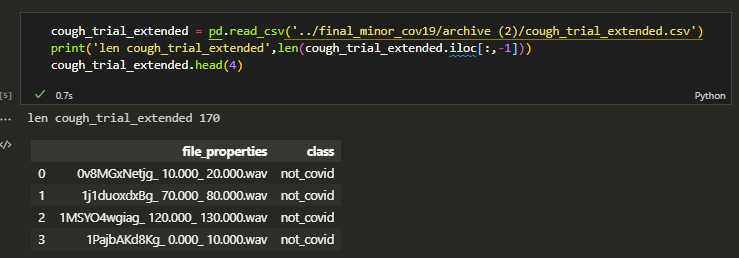 cough_trial_extended = pd.read_csv('../final_minor_cov19/archive (2)/cough_trial_extended.csv')
print('len cough_trial_extended',len(cough_trial_extended.iloc[:,-1]))
cough_trial_extended.head(4)
[5] ✓ 0.7s Python
... len cough_trial_extended 170
</> file_properties class
0 0v8MGxNetjg_ 10.000_ 20.000.wav not_covid
1 1j1duoxdxBg_ 70.000_ 80.000.wav not_covid
2 1MSYO4wgiag_ 120.000_ 130.000.wav not_covid
3 1PajbAKd8Kg_ 0.000_ 10.000.wav not_covid